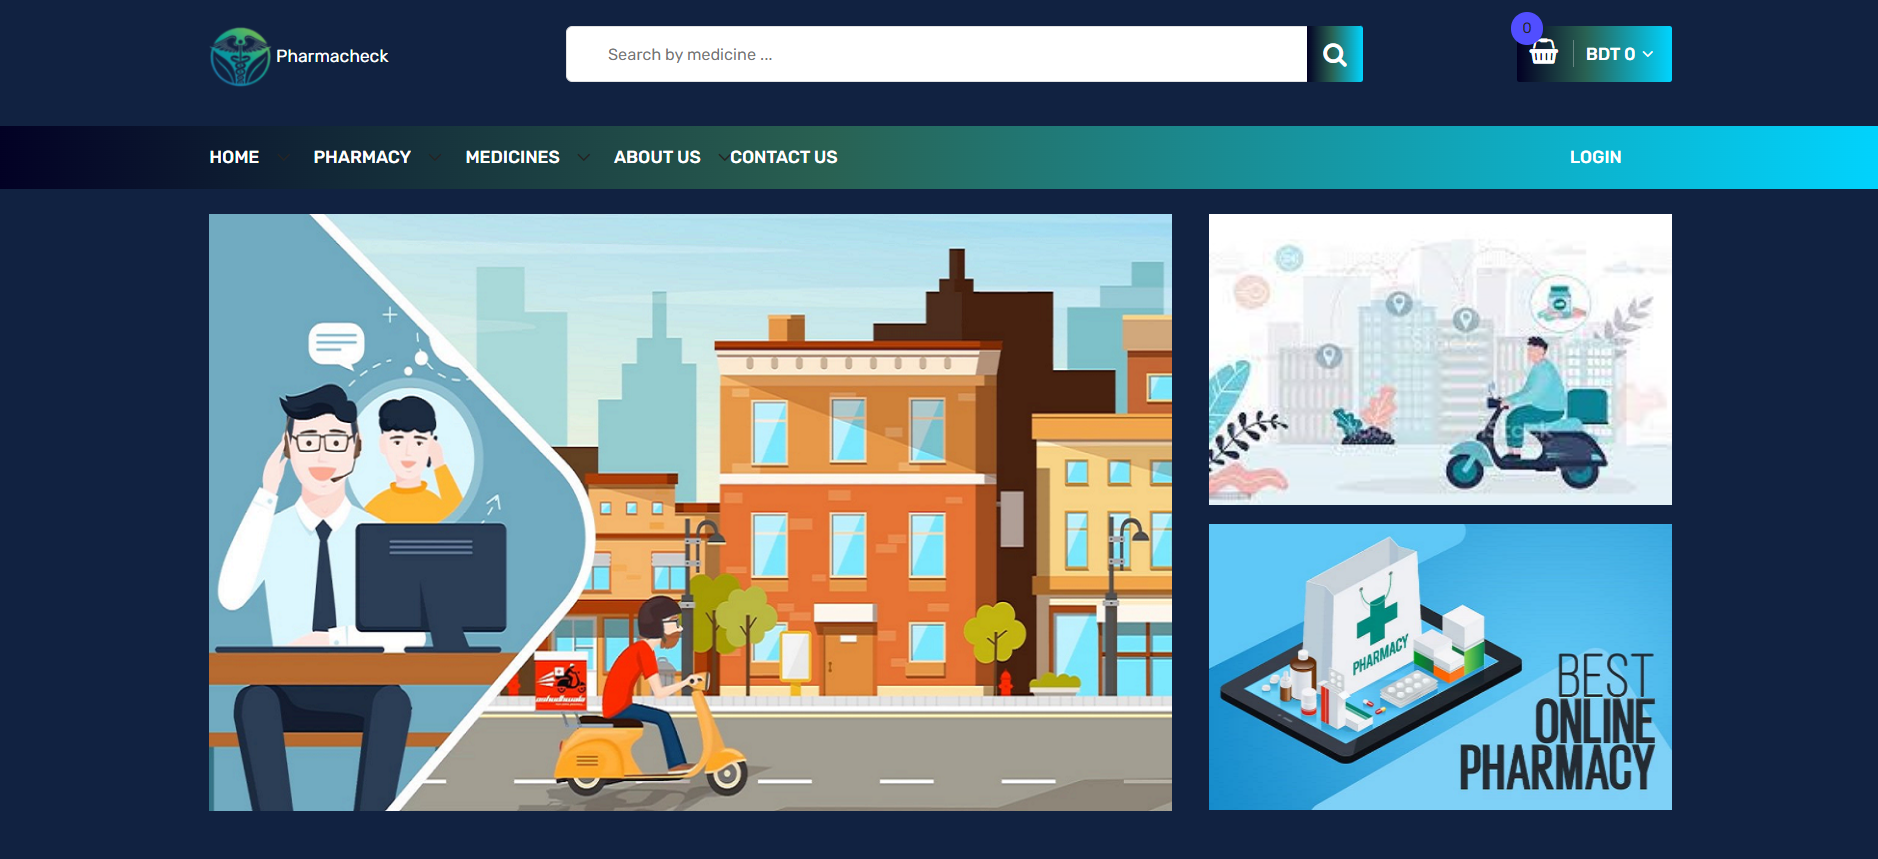 Pharmacheck
Search by medicine ...
0
BDT 0
HOME PHARMACY MEDICINES ABOUT US CONTACT US LOGIN
PHARMACY
BEST
ONLINE
PHARMACY